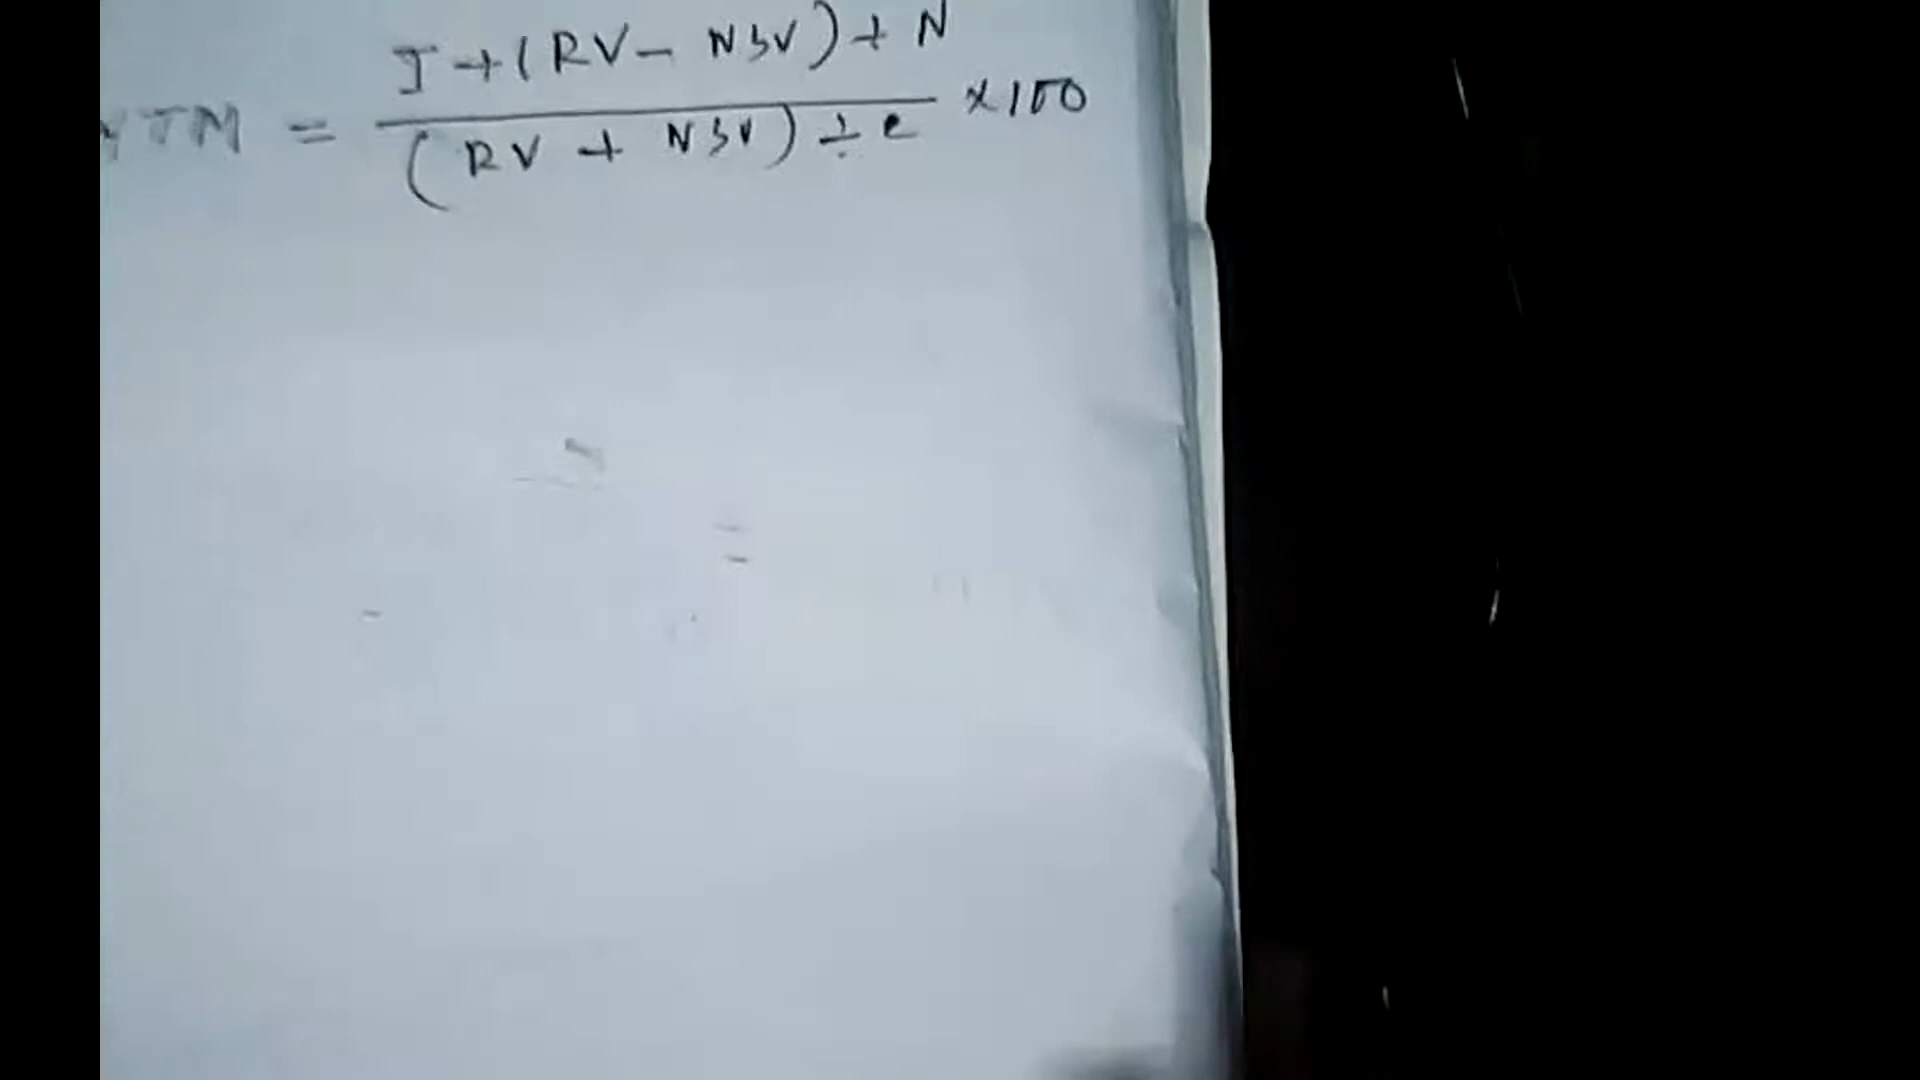 I + (RV - NSV) + N
YTM = ——— × 100
(RV + NSV) ÷ 2